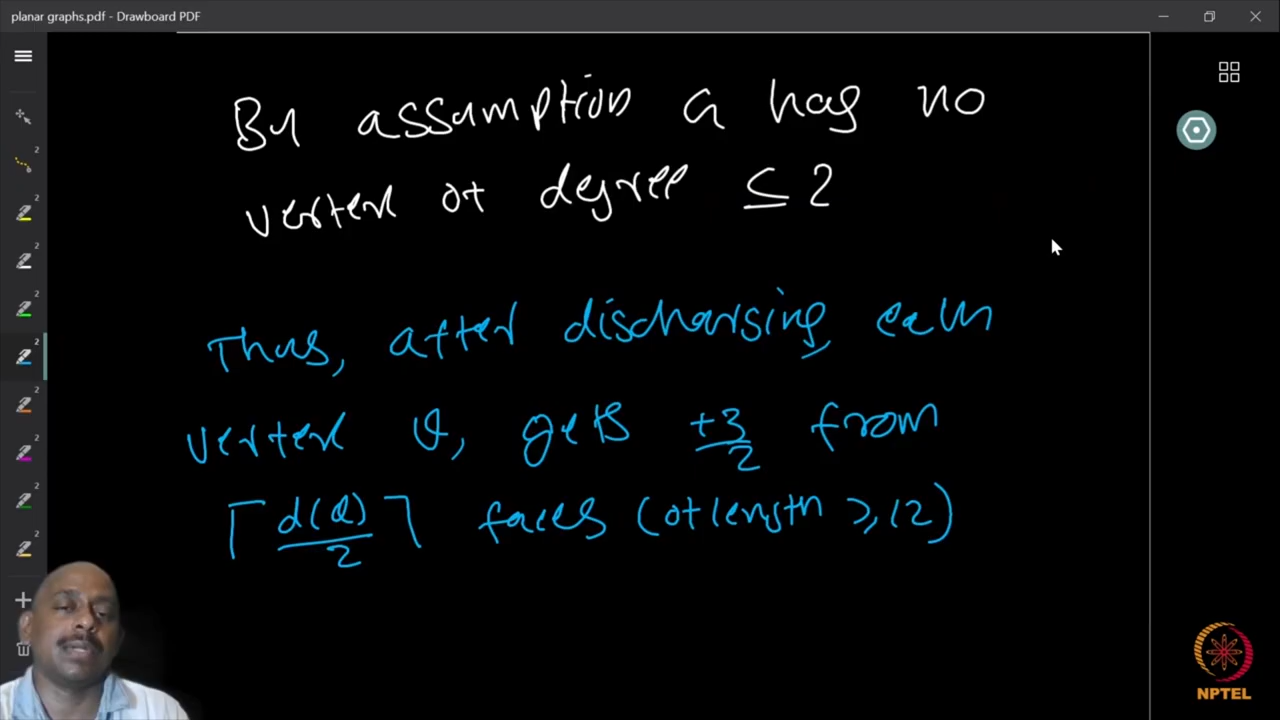 planar graphs.pdf - Drawboard PDF
By assumption G has no
vertex of degree ≤ 2
Thus, after discharging each
vertex v, gets +3/2 from
⌈d(v)/2⌉ faces (of length ≥ 12)
NPTEL